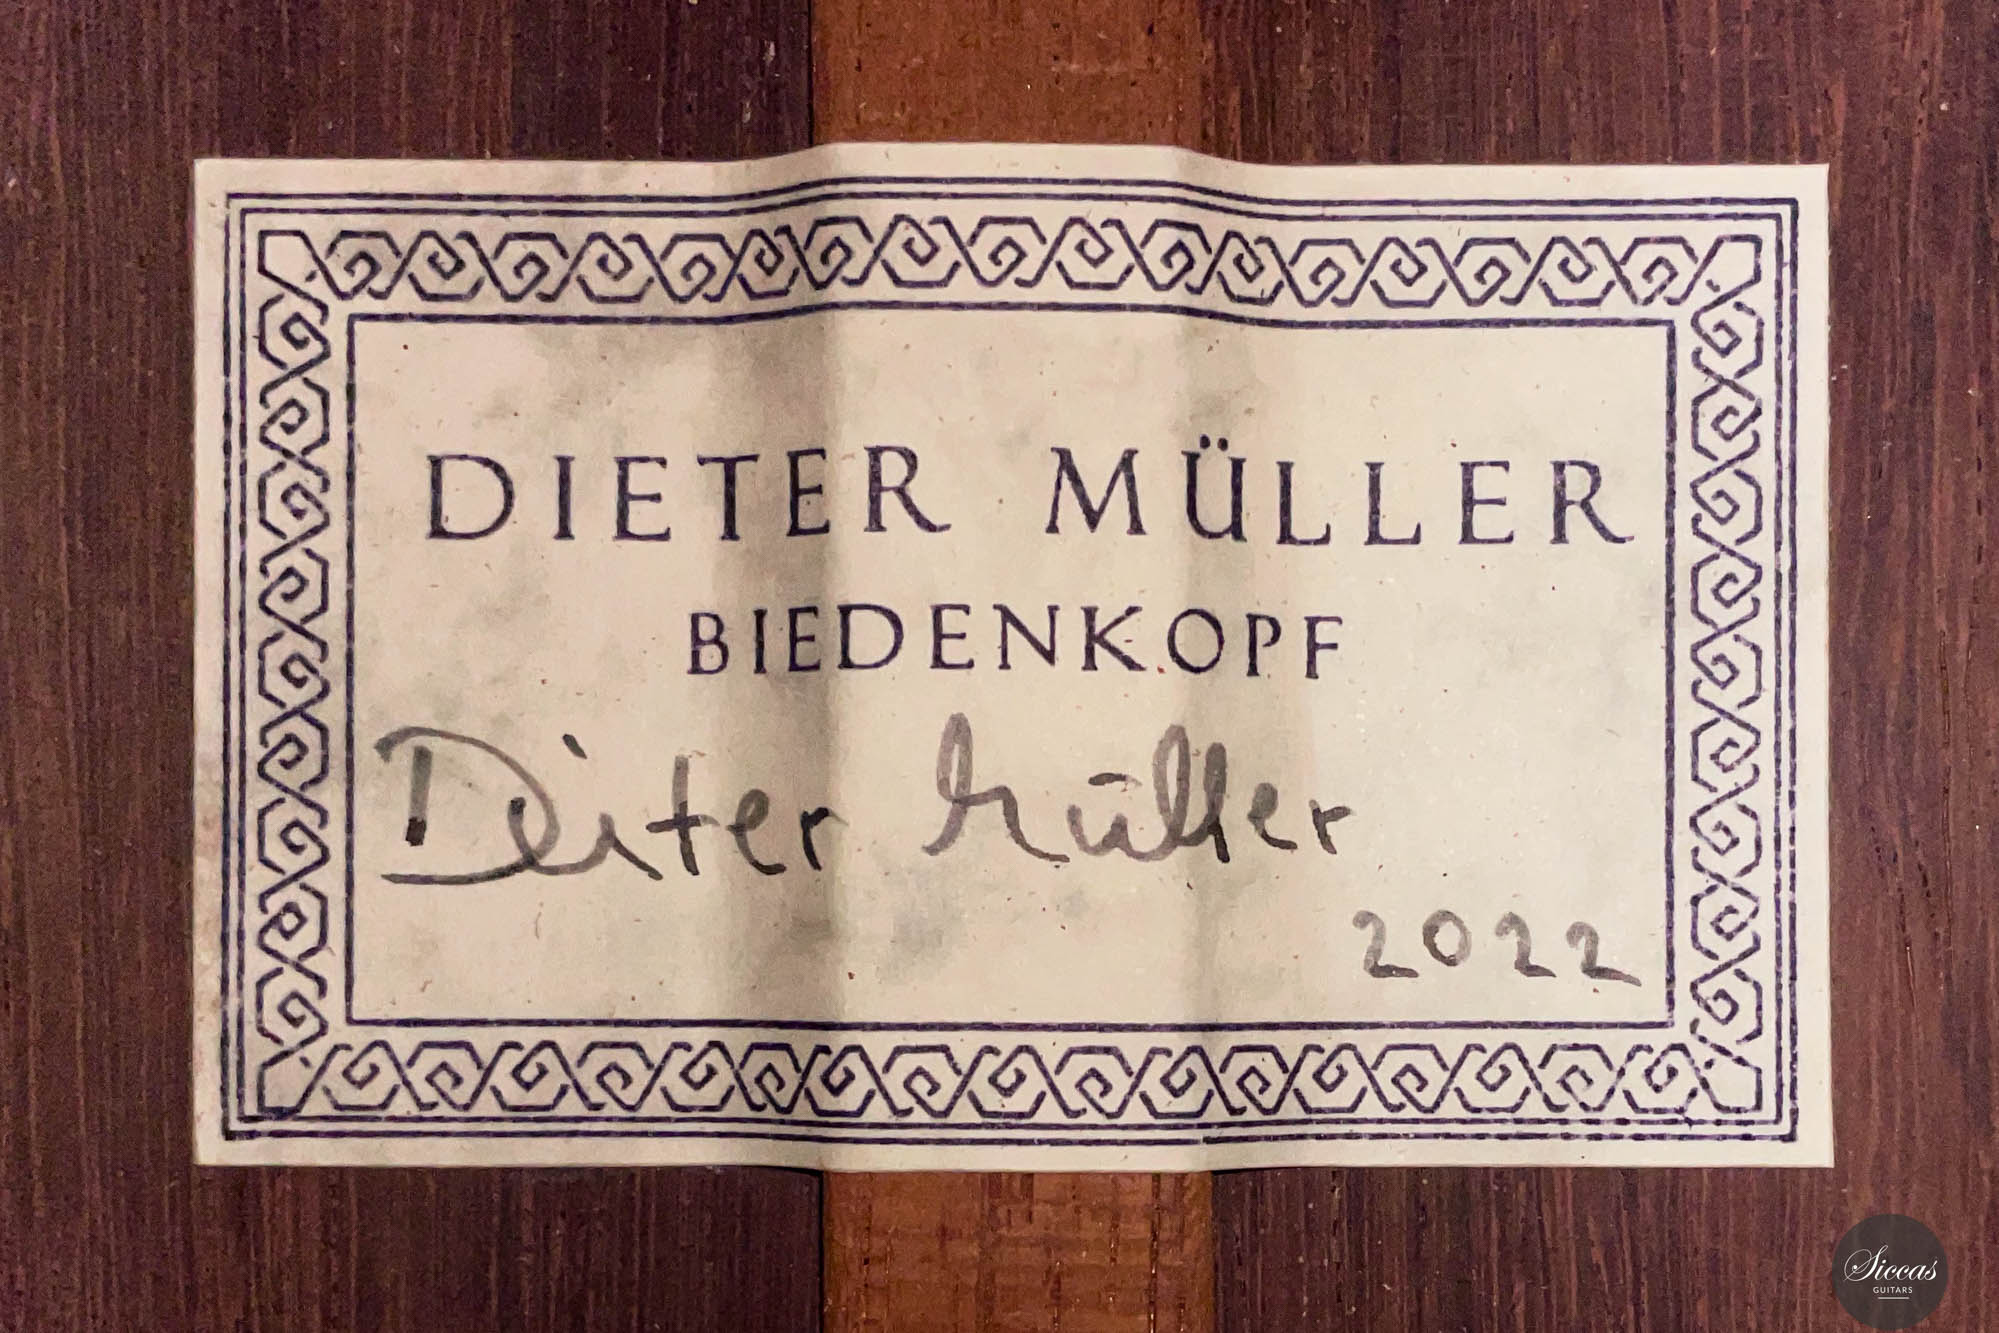 DIETER MÜLLER
BIEDENKOPF
Dieter Müller
2022
Siccas
GUITARS